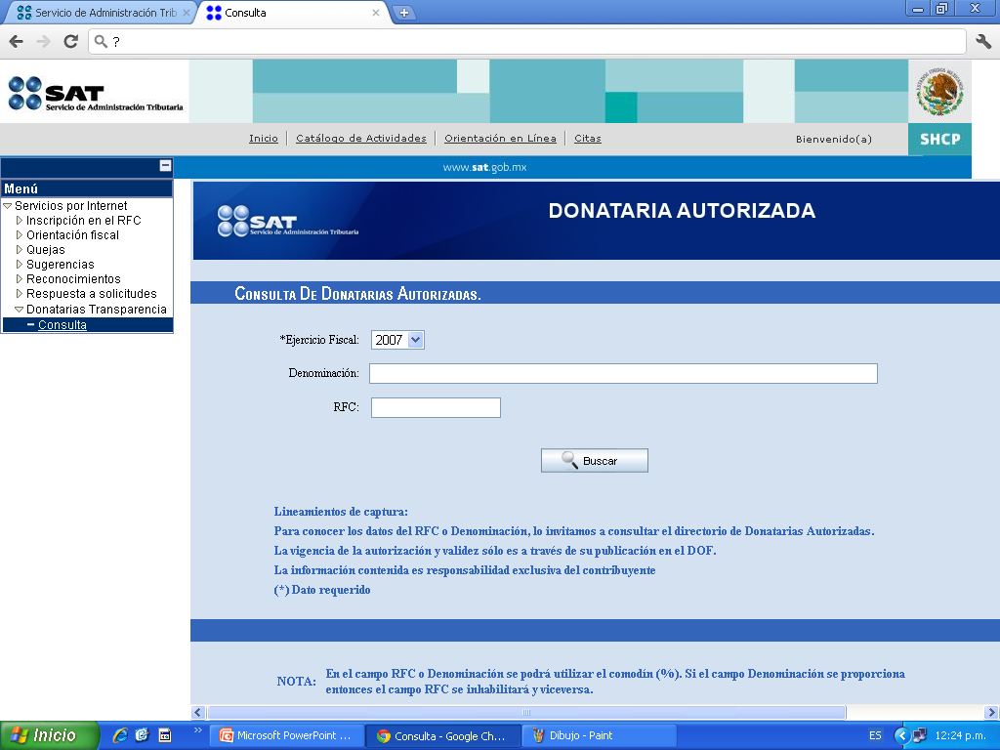 Servicio de Administración Trib
Consulta
?
SAT
Servicio de Administración Tributaria
Inicio
Catálogo de Actividades
Orientación en Línea
Citas
Bienvenido(a)
SHCP
www.sat.gob.mx
Menú
Servicios por Internet
Inscripción en el RFC
Orientación fiscal
Quejas
Sugerencias
Reconocimientos
Respuesta a solicitudes
Donatarias Transparencia
Consulta
SAT
Servicio de Administración Tributaria
DONATARIA AUTORIZADA
CONSULTA DE DONATARIAS AUTORIZADAS.
*Ejercicio Fiscal: 2007
Denominación:
RFC:
Buscar
Lineamientos de captura:
Para conocer los datos del RFC o Denominación, lo invitamos a consultar el directorio de Donatarias Autorizadas.
La vigencia de la autorización y validez sólo es a través de su publicación en el DOF.
La información contenida es responsabilidad exclusiva del contribuyente
(*) Dato requerido
NOTA: En el campo RFC o Denominación se podrá utilizar el comodín (%). Si el campo Denominación se proporciona
entonces el campo RFC se inhabilitará y viceversa.
Inicio
Microsoft PowerPoint ...
Consulta - Google Ch...
Dibujo - Paint
ES
12:24 p.m.